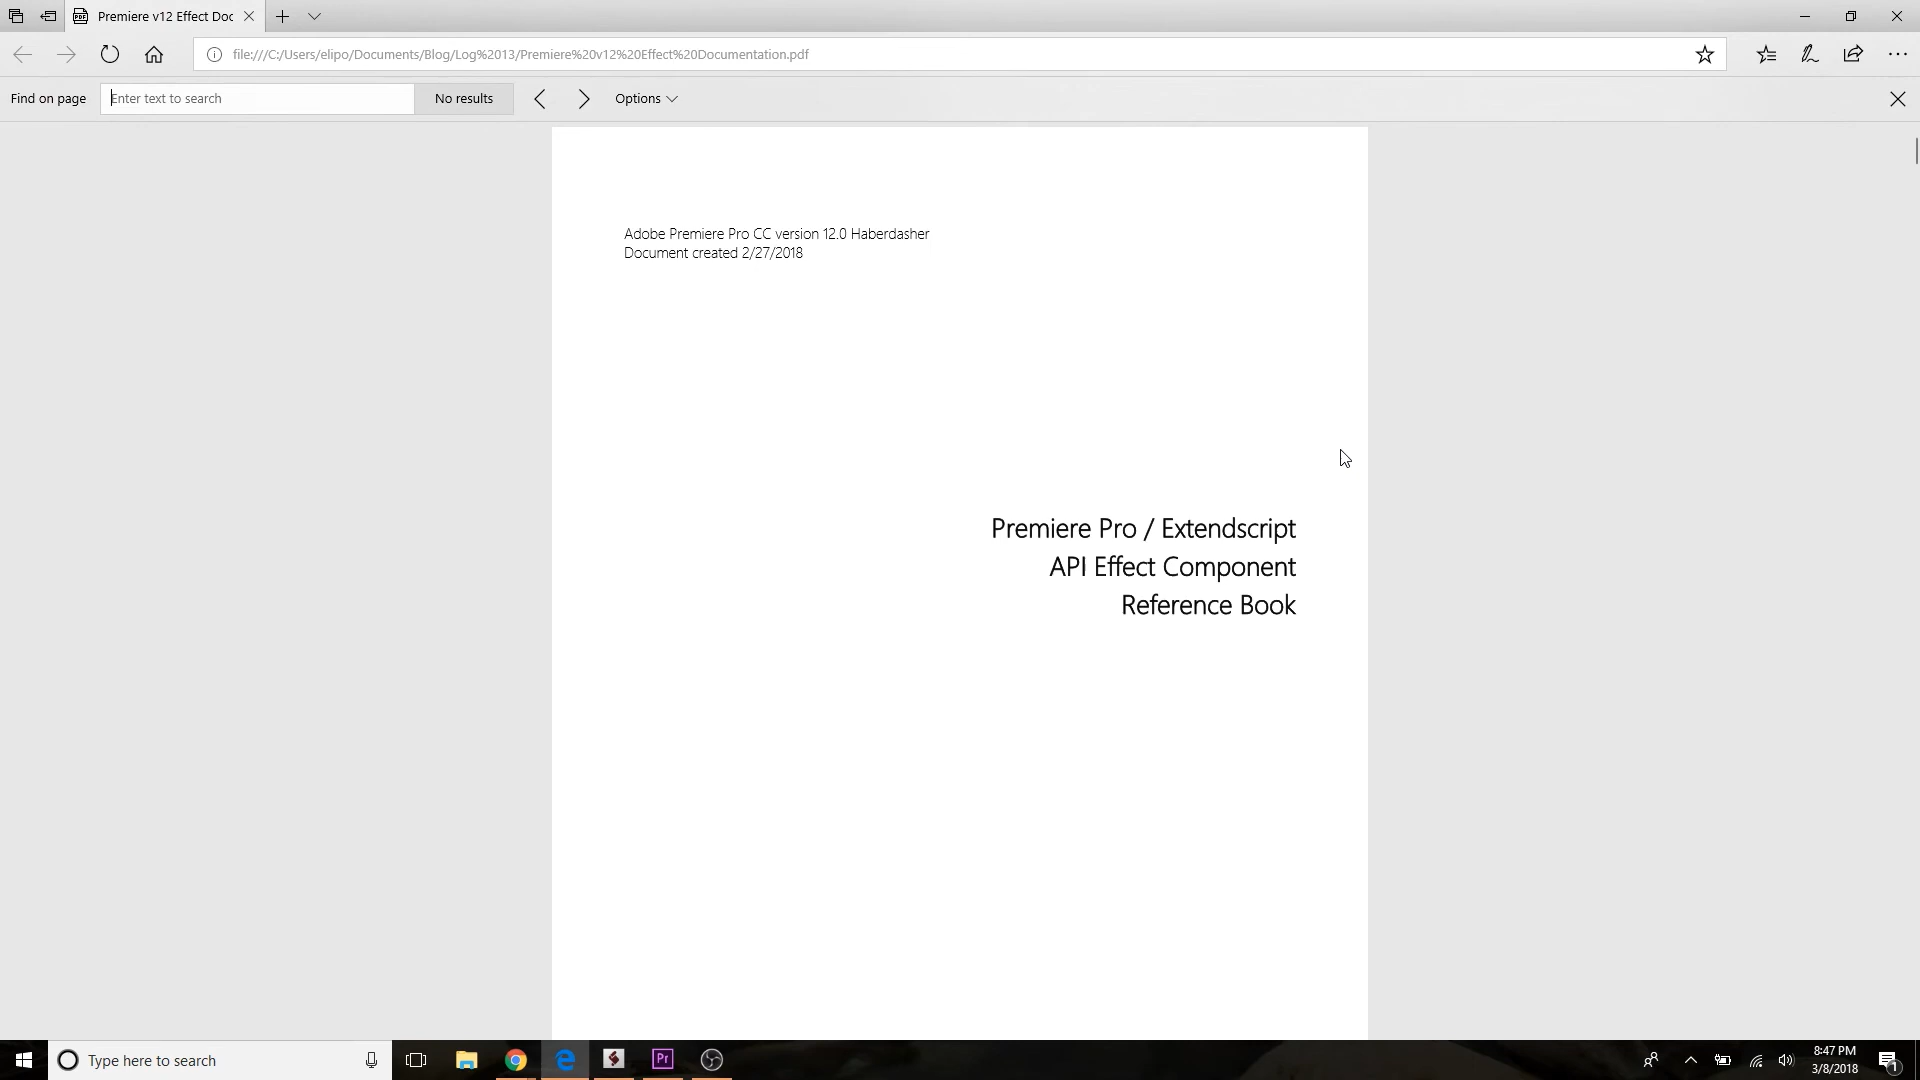 Premiere v12 Effect Doc
file:///C:/Users/elipo/Documents/Blog/Log%2013/Premiere%20v12%20Effect%20Documentation.pdf
Find on page
Enter text to search
No results
Options
Adobe Premiere Pro CC version 12.0 Haberdasher
Document created 2/27/2018
Premiere Pro / Extendscript
API Effect Component
Reference Book
Type here to search
Pr
8:47 PM
3/8/2018
1